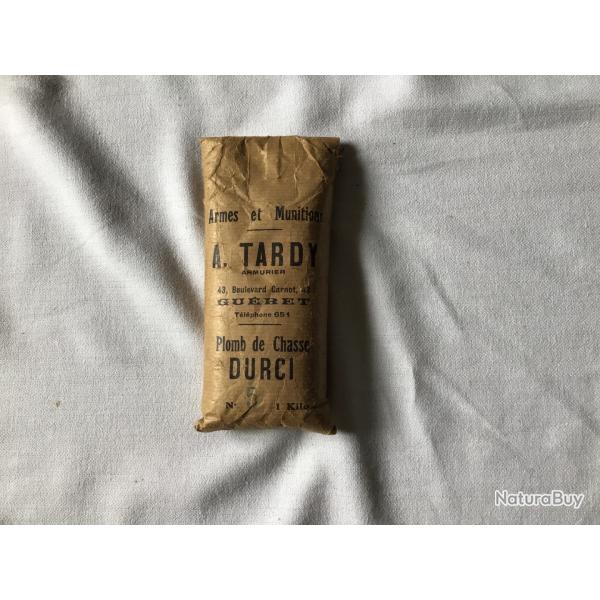 Armes et Munitions
A. TARDY
ARMURIER
43, Boulevard Carnot, 43
GUÉRET
Téléphone 651
Plomb de Chasse
DURCI
N° 5 1 Kilo
NaturaBuy